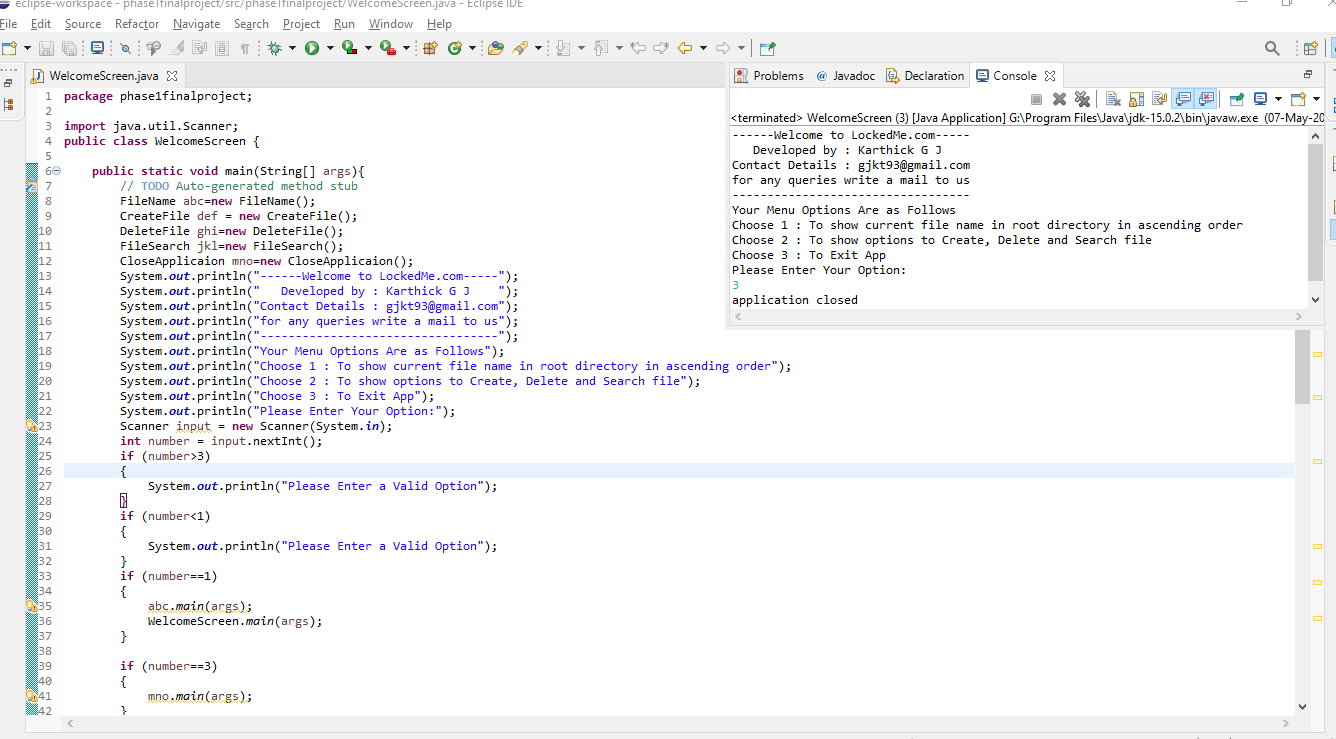 eclipse-workspace - phase1finalproject/src/phase1finalproject/WelcomeScreen.java - Eclipse IDE
File Edit Source Refactor Navigate Search Project Run Window Help
WelcomeScreen.java
1 package phase1finalproject;
2
3 import java.util.Scanner;
4 public class WelcomeScreen {
5
6 public static void main(String[] args){
7 // TODO Auto-generated method stub
8 FileName abc=new FileName();
9 CreateFile def = new CreateFile();
10 DeleteFile ghi=new DeleteFile();
11 FileSearch jkl=new FileSearch();
12 CloseApplicaion mno=new CloseApplicaion();
13 System.out.println("------Welcome to LockedMe.com-----");
14 System.out.println("   Developed by : Karthick G J    ");
15 System.out.println("Contact Details : gjkt93@gmail.com");
16 System.out.println("for any queries write a mail to us");
17 System.out.println("----------------------------------");
18 System.out.println("Your Menu Options Are as Follows");
19 System.out.println("Choose 1 : To show current file name in root directory in ascending order");
20 System.out.println("Choose 2 : To show options to Create, Delete and Search file");
21 System.out.println("Choose 3 : To Exit App");
22 System.out.println("Please Enter Your Option:");
23 Scanner input = new Scanner(System.in);
24 int number = input.nextInt();
25 if (number>3)
26 {
27 System.out.println("Please Enter a Valid Option");
28 }
29 if (number<1)
30 {
31 System.out.println("Please Enter a Valid Option");
32 }
33 if (number==1)
34 {
35 abc.main(args);
36 WelcomeScreen.main(args);
37 }
38
39 if (number==3)
40 {
41 mno.main(args);
42 }
Problems @ Javadoc Declaration Console
<terminated> WelcomeScreen (3) [Java Application] G:\Program Files\Java\jdk-15.0.2\bin\javaw.exe (07-May-20
------Welcome to LockedMe.com-----
Developed by : Karthick G J
Contact Details : gjkt93@gmail.com
for any queries write a mail to us
----------------------------------
Your Menu Options Are as Follows
Choose 1 : To show current file name in root directory in ascending order
Choose 2 : To show options to Create, Delete and Search file
Choose 3 : To Exit App
Please Enter Your Option:
3
application closed